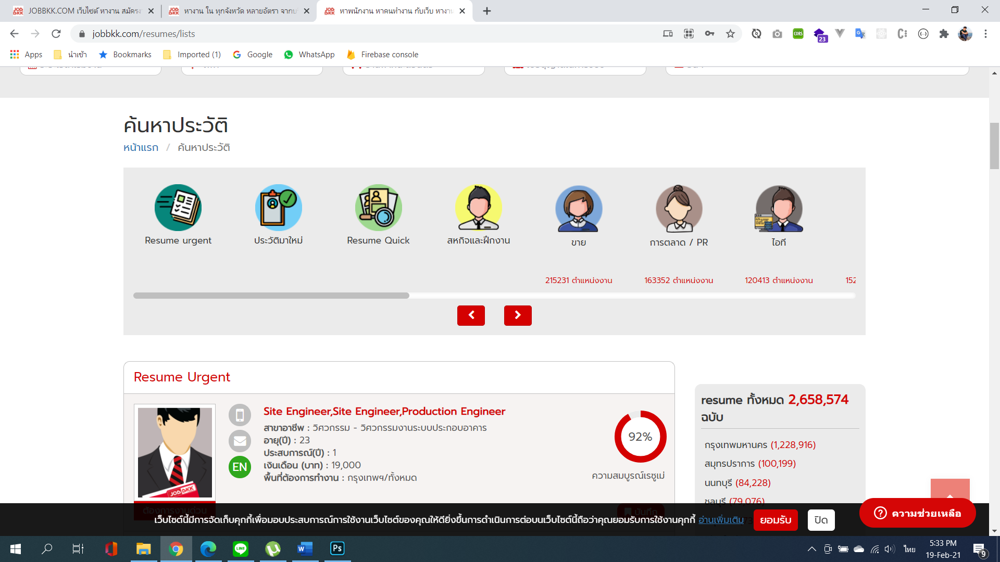 JOBBKK.COM เว็บไซต์ หางาน สมัครงา
หางาน ใน ทุกจังหวัด หลายอัตรา จากบ
หาพนักงาน หาคนทำงาน กับเว็บ หางาน
jobbkk.com/resumes/lists
CORS
23
Apps
นำเข้า
Bookmarks
Imported (1)
Google
WhatsApp
Firebase console
ค้นหาประวัติ
หน้าแรก / ค้นหาประวัติ
Resume urgent
ประวัติมาใหม่
Resume Quick
สหกิจและฝึกงาน
ขาย
การตลาด / PR
ไอที
215231 ตำแหน่งงาน
163352 ตำแหน่งงาน
120413 ตำแหน่งงาน
152
Resume Urgent
Site Engineer,Site Engineer,Production Engineer
สาขาอาชีพ : วิศวกรรม - วิศวกรรมงานระบบประกอบอาคาร
อายุ(ปี) : 23
ประสบการณ์(ปี) : 1
EN
เงินเดือน (บาท) : 19,000
พื้นที่ต้องการทำงาน : กรุงเทพฯ/ทั้งหมด
92%
ความสมบูรณ์เรซูเม่
JOBBKK
ต้องการงานด่วน
บันทึก
resume ทั้งหมด 2,658,574
ฉบับ
กรุงเทพมหานคร (1,228,916)
สมุทรปราการ (100,199)
นนทบุรี (84,228)
ชลบุรี (79,076)
เว็บไซต์นี้มีการจัดเก็บคุกกี้เพื่อมอบประสบการณ์การใช้งานเว็บไซต์ของคุณให้ดียิ่งขึ้นการดำเนินการต่อบนเว็บไซต์นี้ถือว่าคุณยอมรับการใช้งานคุกกี้ อ่านเพิ่มเติม
ยอมรับ
ปิด
ความช่วยเหลือ
Ps
ไทย
5:33 PM
19-Feb-21
9